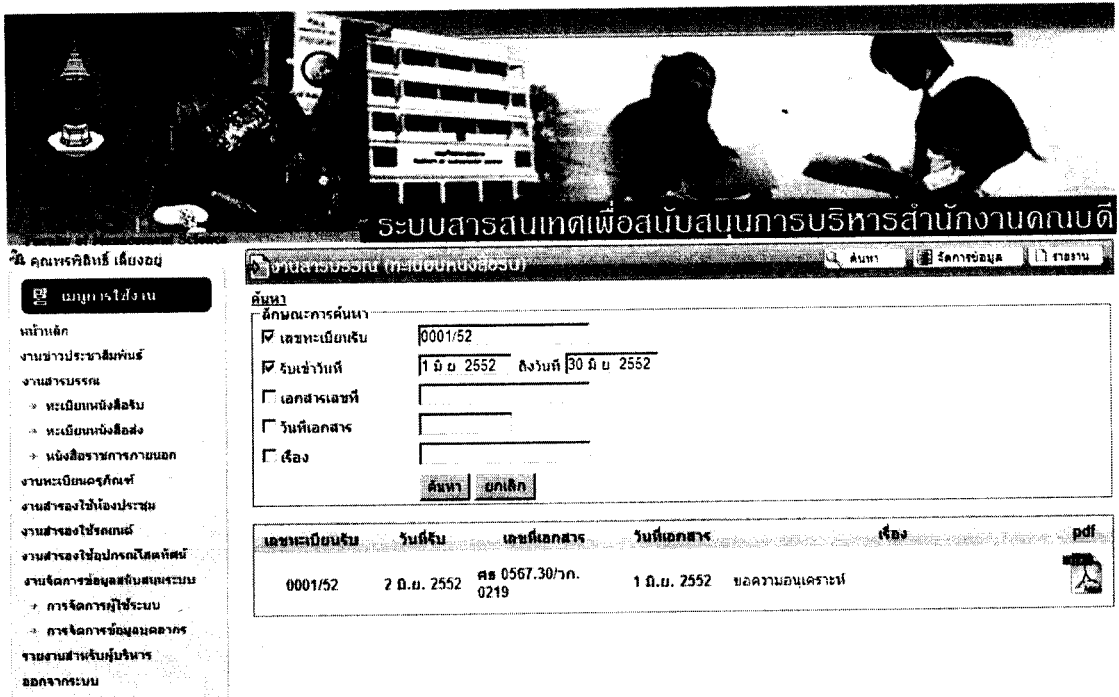 ระบบสารสนเทศเพื่อสนับสนุนการบริหารสำนักงานคณบดี
คุณพรพิสิทธิ์ เลี้ยงอยู่
เมนูการใช้งาน
หน้าหลัก
งานข่าวประชาสัมพันธ์
งานสารบรรณ
ทะเบียนหนังสือรับ
ทะเบียนหนังสือส่ง
หนังสือราชการภายนอก
งานทะเบียนครุภัณฑ์
งานสำรองใช้ห้องประชุม
งานสำรองใช้รถยนต์
งานสำรองใช้อุปกรณ์โสตทัศน์
งานจัดการข้อมูลสนับสนุนระบบ
การจัดการผู้ใช้ระบบ
การจัดการข้อมูลบุคลากร
รายงานสำหรับผู้บริหาร
ออกจากระบบ
งานสารบรรณ (ทะเบียนหนังสือรับ)
ค้นหา จัดการข้อมูล รายงาน
ค้นหา
ลักษณะการค้นหา
เลขทะเบียนรับ 0001/52
รับเข้าวันที่ 1 มิ.ย. 2552 ถึงวันที่ 30 มิ.ย. 2552
เอกสารเลขที่
วันที่เอกสาร
เรื่อง
ค้นหา ยกเลิก
เลขทะเบียนรับ วันที่รับ เลขที่เอกสาร วันที่เอกสาร เรื่อง pdf
0001/52 2 มิ.ย. 2552 ศธ 0567.30/วก. 0219 1 มิ.ย. 2552 ขอความอนุเคราะห์